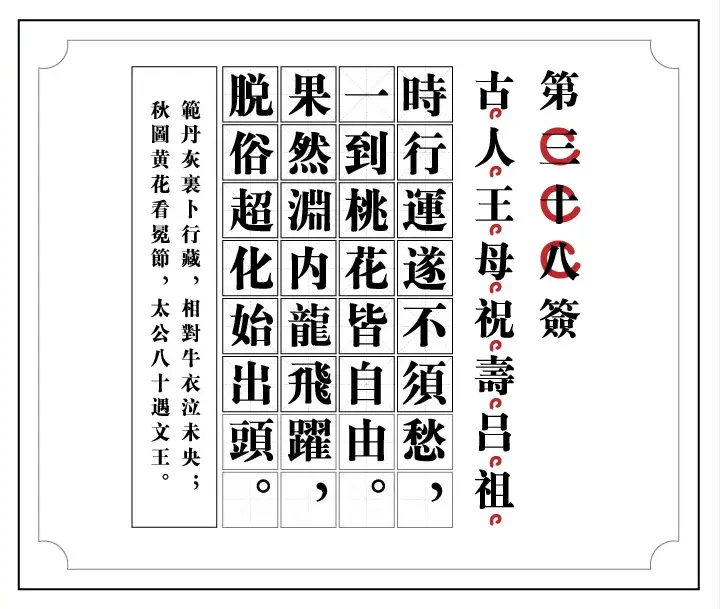 第三十八簽
古人王母祝壽呂祖
時行運遂不須愁，
一到桃花皆自由。
果然淵内龍飛躍，
脱俗超化始出頭。
範丹灰裏卜行藏，相對牛衣泣未央；
秋圖黄花看冕節，太公八十遇文王。